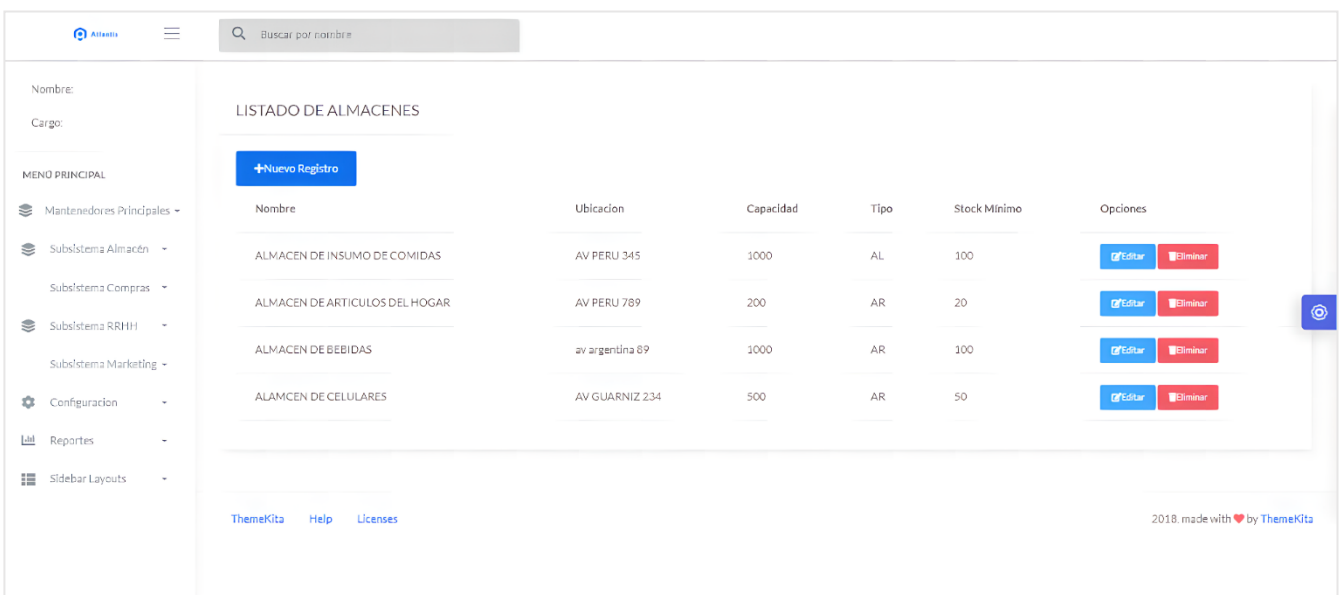 Atlantis
Buscar por nombre
Nombre:
Cargo:
MENÚ PRINCIPAL
Mantenedores Principales
Subsistema Almacén
Subsistema Compras
Subsistema RRHH
Subsistema Marketing
Configuracion
Reportes
Sidebar Layouts
LISTADO DE ALMACENES
+Nuevo Registro
Nombre Ubicacion Capacidad Tipo Stock Mínimo Opciones
ALMACEN DE INSUMO DE COMIDAS AV PERU 345 1000 AL 100 Editar Eliminar
ALMACEN DE ARTICULOS DEL HOGAR AV PERU 789 200 AR 20 Editar Eliminar
ALMACEN DE BEBIDAS av argentina 89 1000 AR 100 Editar Eliminar
ALAMCEN DE CELULARES AV GUARNIZ 234 500 AR 50 Editar Eliminar
ThemeKita Help Licenses
2018, made with ❤ by ThemeKita